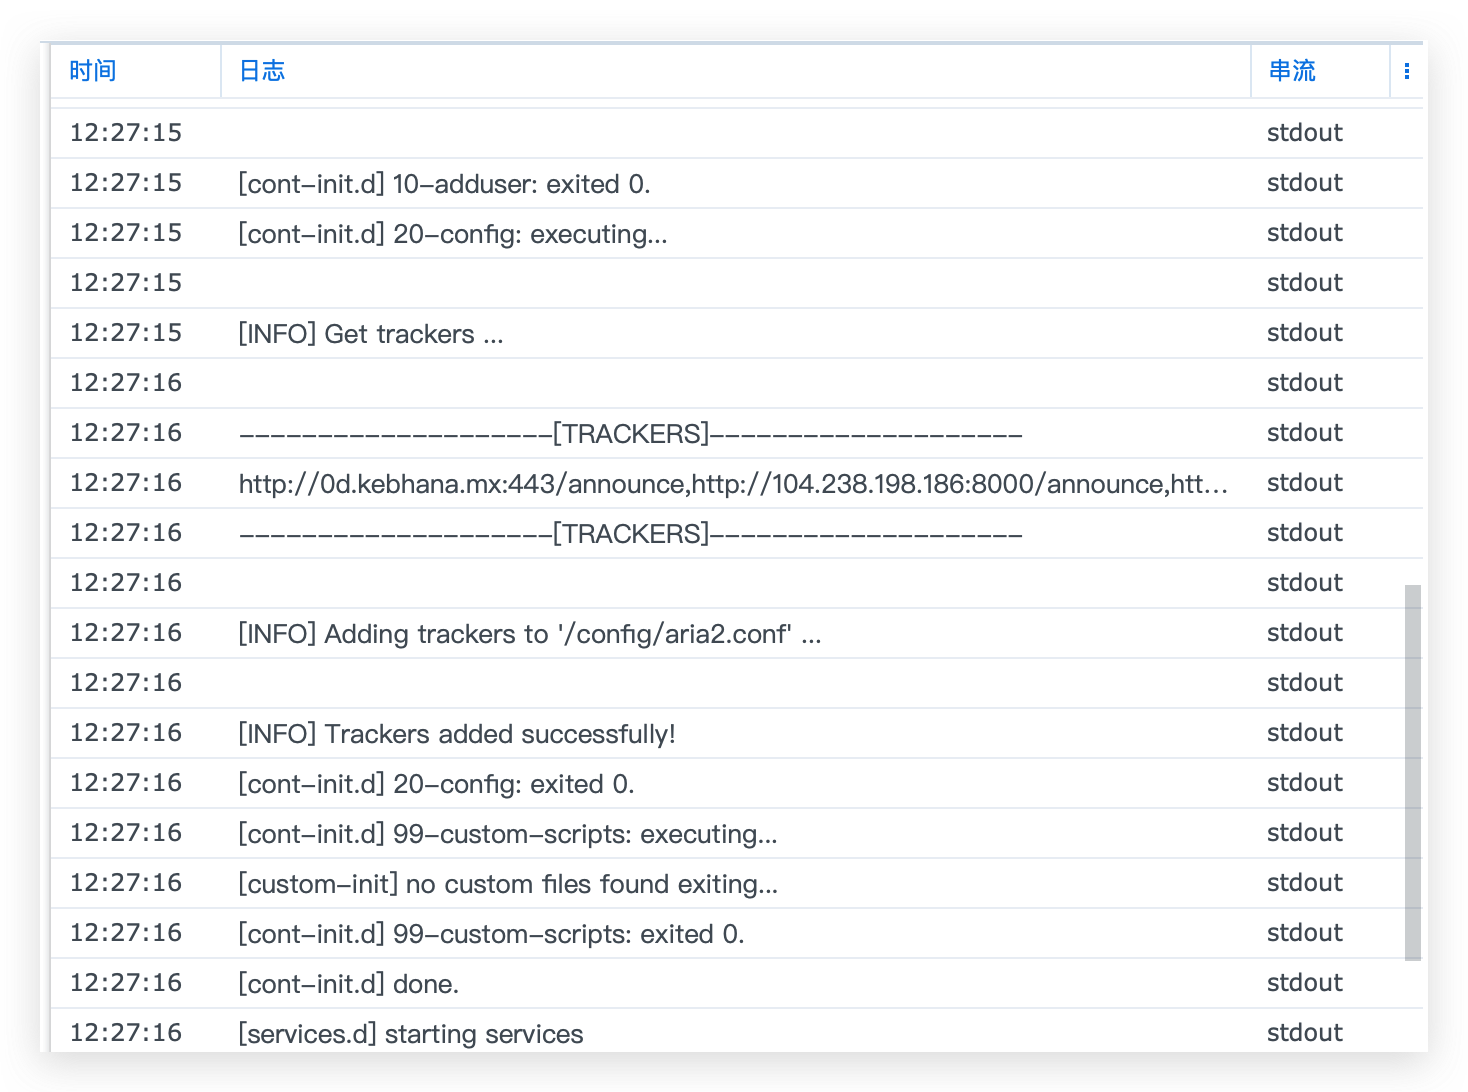 时间 日志 串流
12:27:15 stdout
12:27:15 [cont-init.d] 10-adduser: exited 0. stdout
12:27:15 [cont-init.d] 20-config: executing... stdout
12:27:15 stdout
12:27:15 [INFO] Get trackers ... stdout
12:27:16 stdout
12:27:16 --------------------[TRACKERS]-------------------- stdout
12:27:16 http://0d.kebhana.mx:443/announce,http://104.238.198.186:8000/announce,htt... stdout
12:27:16 --------------------[TRACKERS]-------------------- stdout
12:27:16 stdout
12:27:16 [INFO] Adding trackers to '/config/aria2.conf' ... stdout
12:27:16 stdout
12:27:16 [INFO] Trackers added successfully! stdout
12:27:16 [cont-init.d] 20-config: exited 0. stdout
12:27:16 [cont-init.d] 99-custom-scripts: executing... stdout
12:27:16 [custom-init] no custom files found exiting... stdout
12:27:16 [cont-init.d] 99-custom-scripts: exited 0. stdout
12:27:16 [cont-init.d] done. stdout
12:27:16 [services.d] starting services stdout